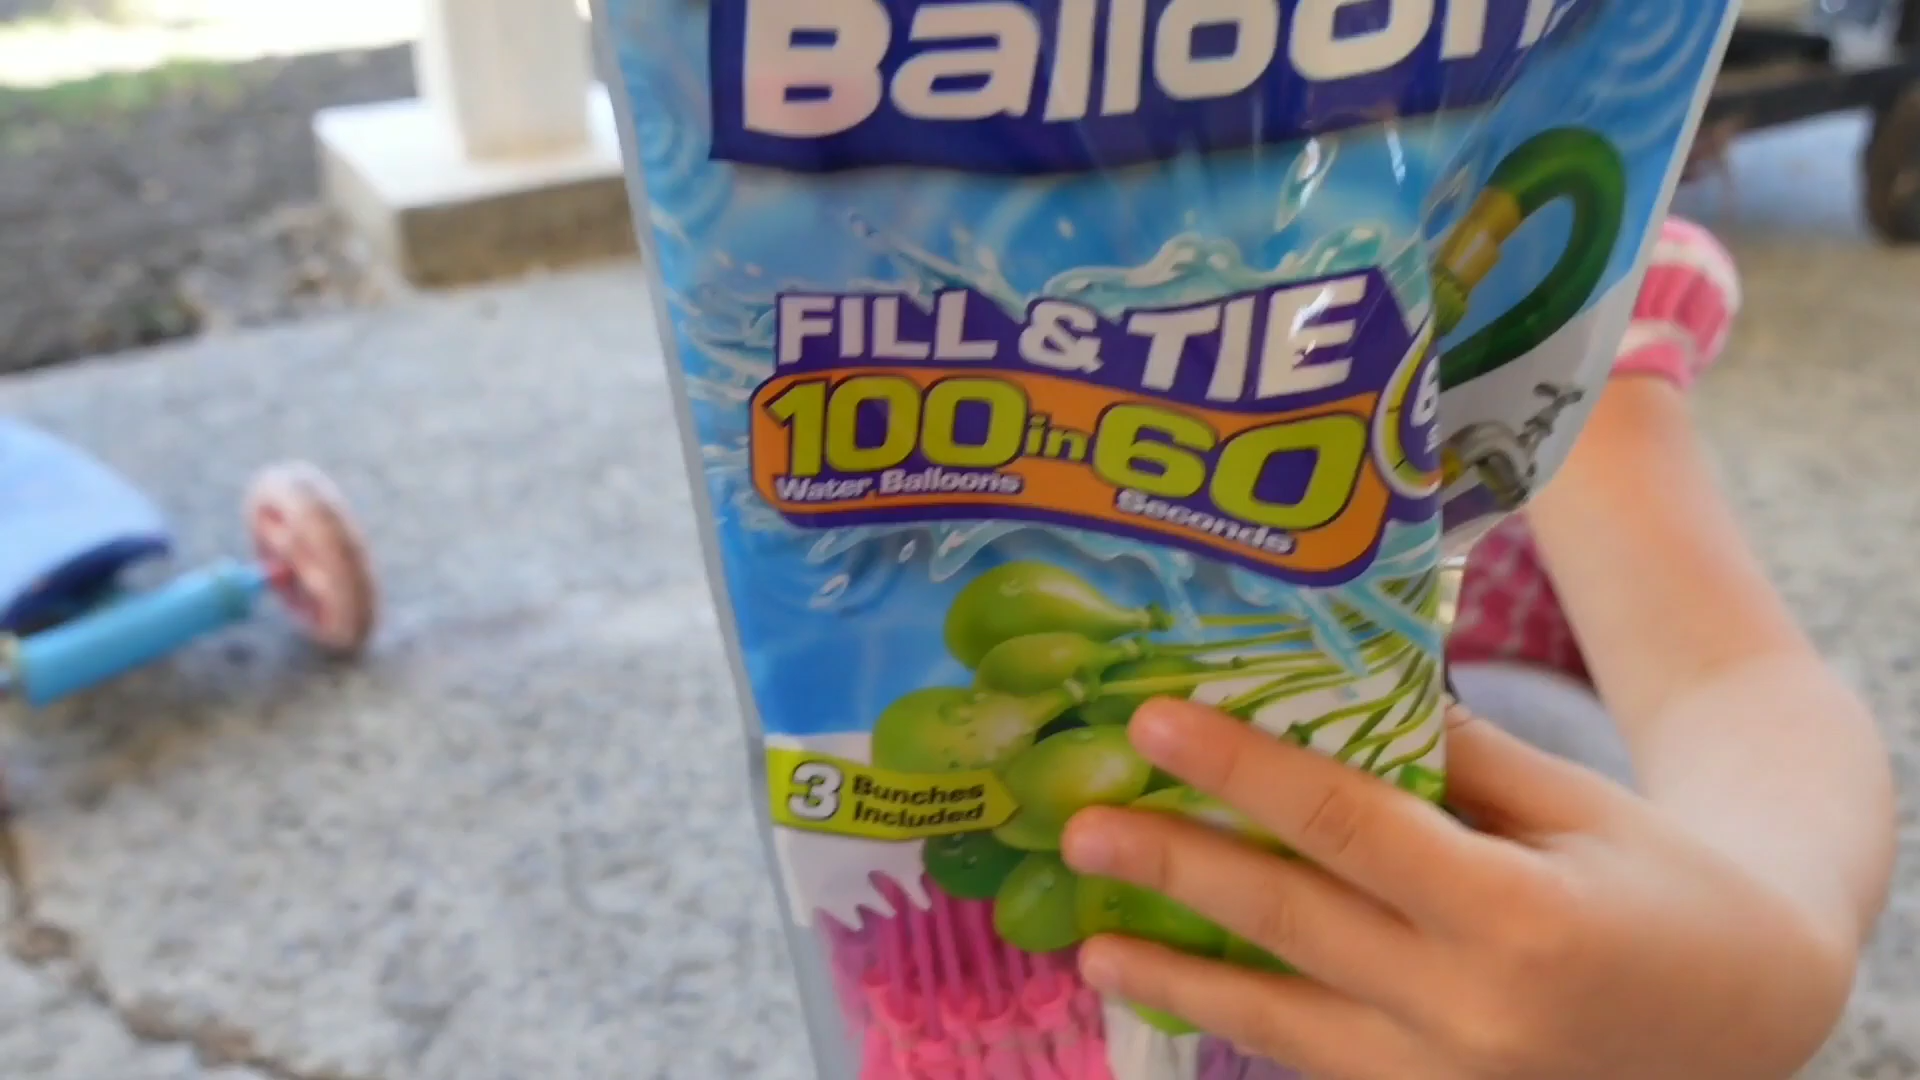 Balloon
FILL & TIE
100 in 60
Water Balloons Seconds
3 Bunches
Included